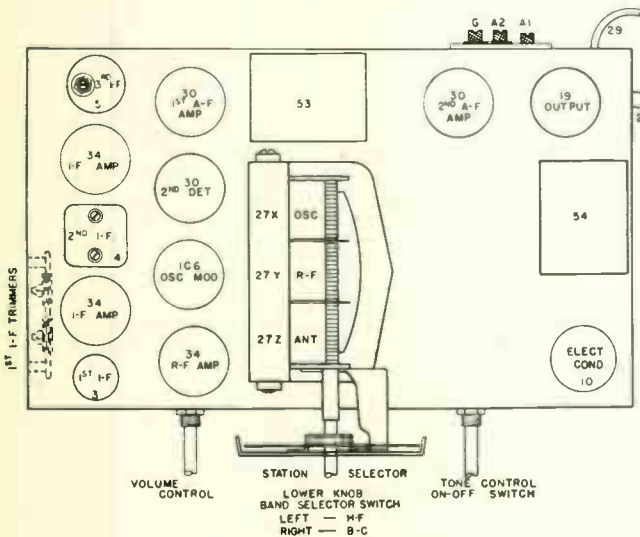 G A2 A1
29
3RD I-F
5
30
1ST A-F
AMP
53
30
2ND A-F
AMP
19
OUTPUT
2
34
I-F AMP
30
2ND DET
54
2ND I-F
4
27X OSC
1C6
OSC MOD
27Y R-F
1ST I-F TRIMMERS
34
I-F AMP
27Z ANT
34
R-F AMP
1ST I-F
3
ELECT
COND
10
VOLUME
CONTROL
STATION SELECTOR
LOWER KNOB
BAND SELECTOR SWITCH
LEFT — H-F
RIGHT — B-C
TONE CONTROL
ON-OFF SWITCH